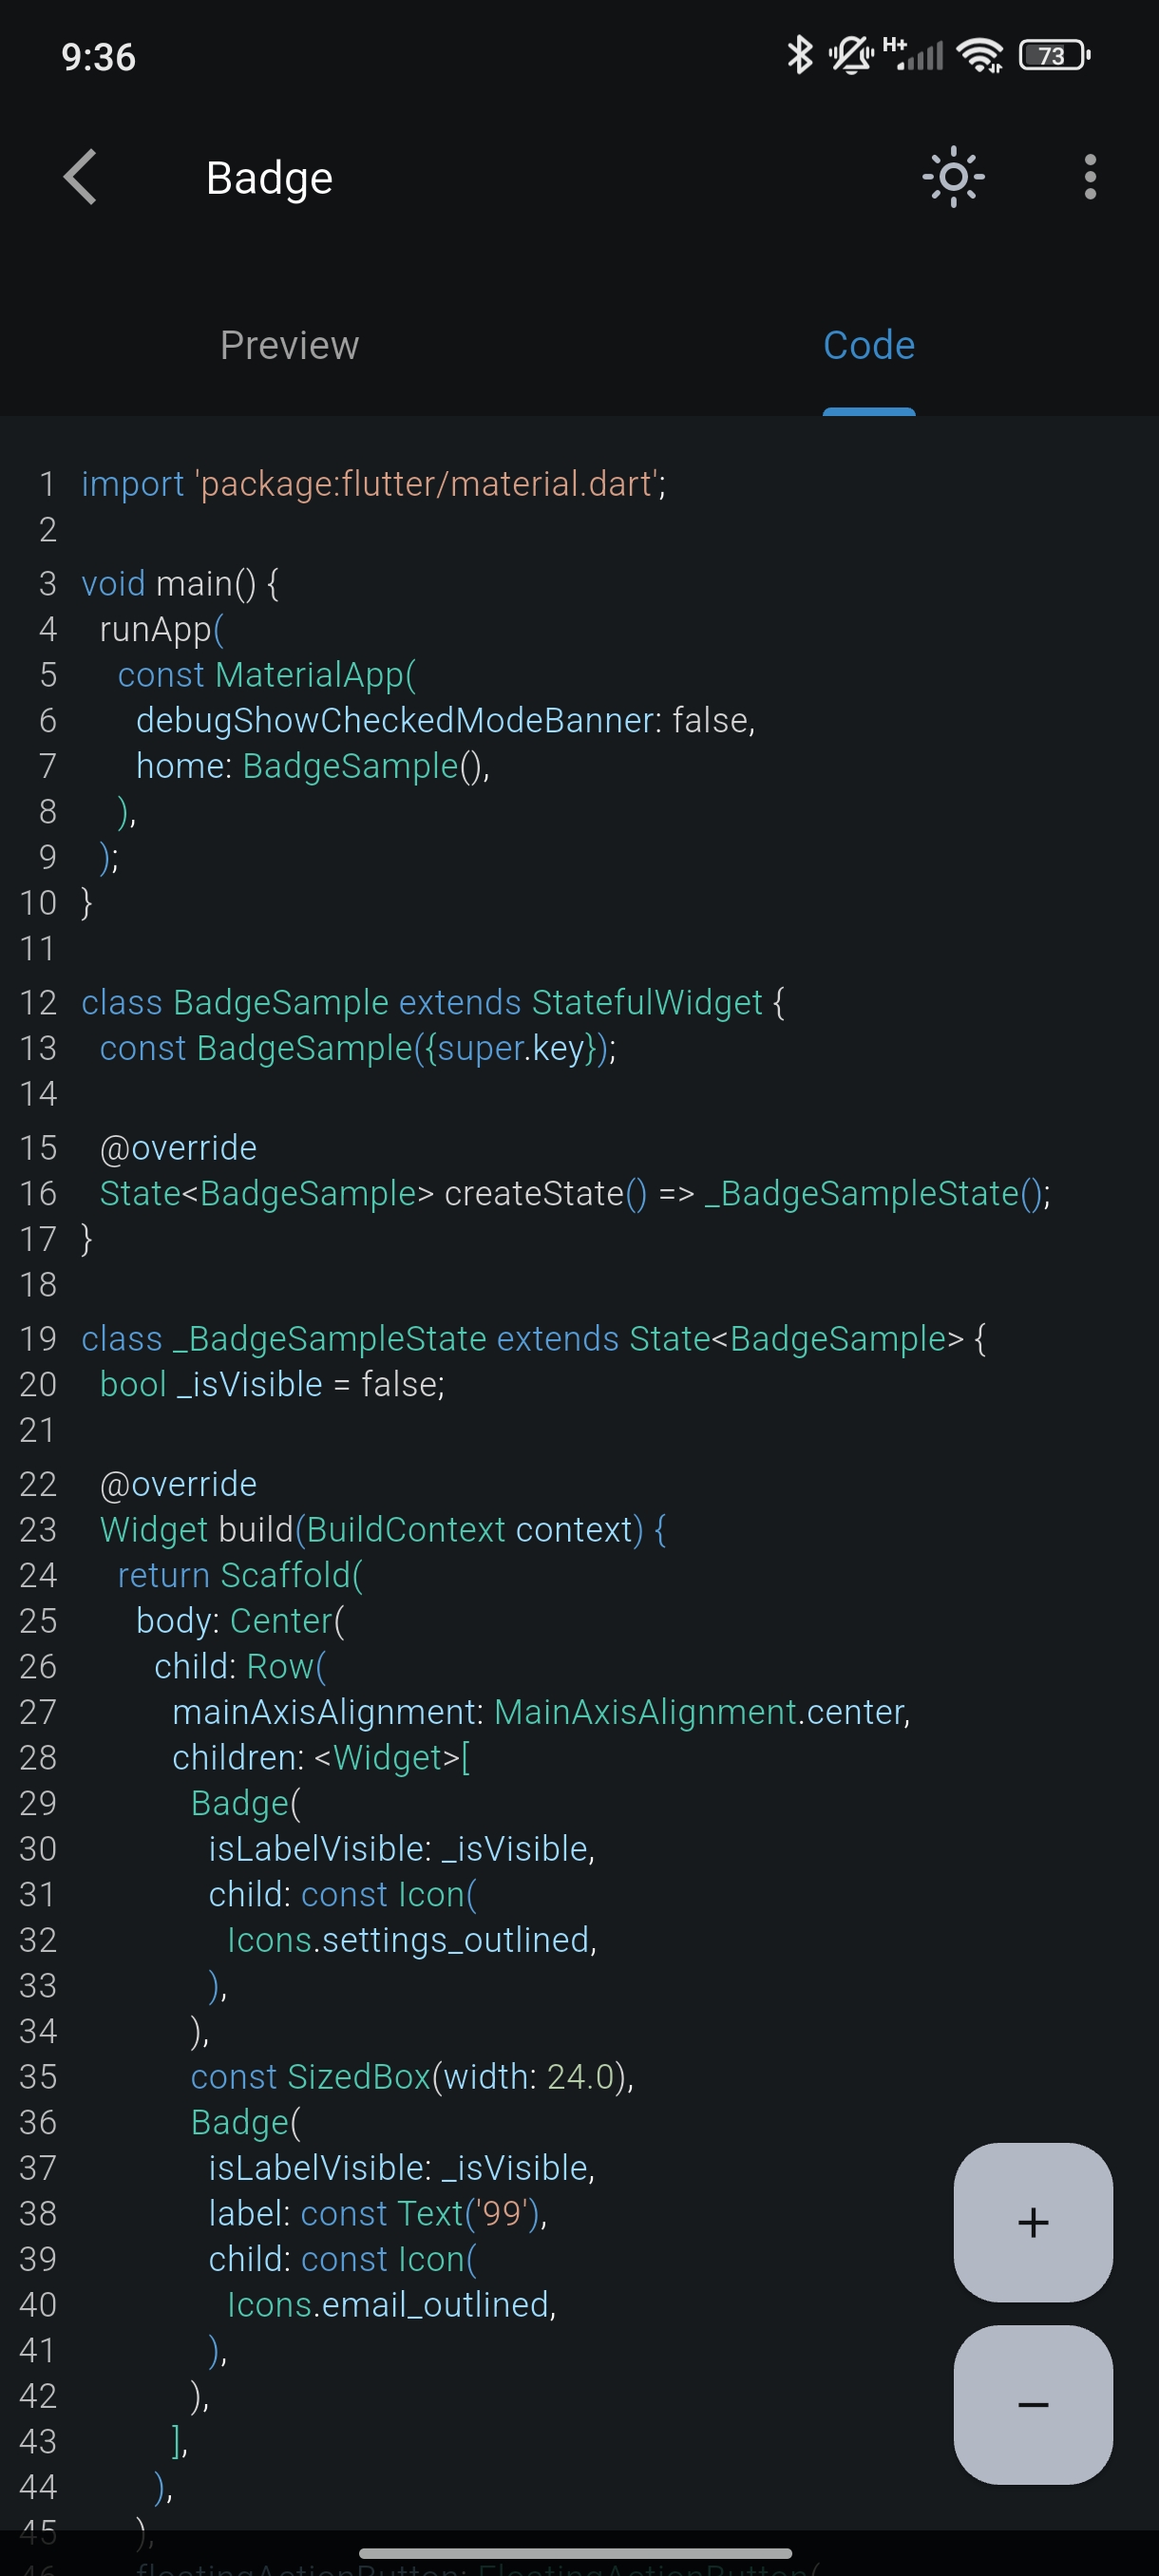 9:36
H+
73
Badge
Preview Code
1 import 'package:flutter/material.dart';
2
3 void main() {
4   runApp(
5     const MaterialApp(
6       debugShowCheckedModeBanner: false,
7       home: BadgeSample(),
8     ),
9   );
10 }
11
12 class BadgeSample extends StatefulWidget {
13   const BadgeSample({super.key});
14
15   @override
16   State<BadgeSample> createState() => _BadgeSampleState();
17 }
18
19 class _BadgeSampleState extends State<BadgeSample> {
20   bool _isVisible = false;
21
22   @override
23   Widget build(BuildContext context) {
24     return Scaffold(
25       body: Center(
26         child: Row(
27           mainAxisAlignment: MainAxisAlignment.center,
28           children: <Widget>[
29             Badge(
30               isLabelVisible: _isVisible,
31               child: const Icon(
32                 Icons.settings_outlined,
33               ),
34             ),
35             const SizedBox(width: 24.0),
36             Badge(
37               isLabelVisible: _isVisible,
38               label: const Text('99'),
39               child: const Icon(
40                 Icons.email_outlined,
41               ),
42             ),
43           ],
44         ),
45       ),
46       floatingActionButton: FloatingActionButton(
+
−